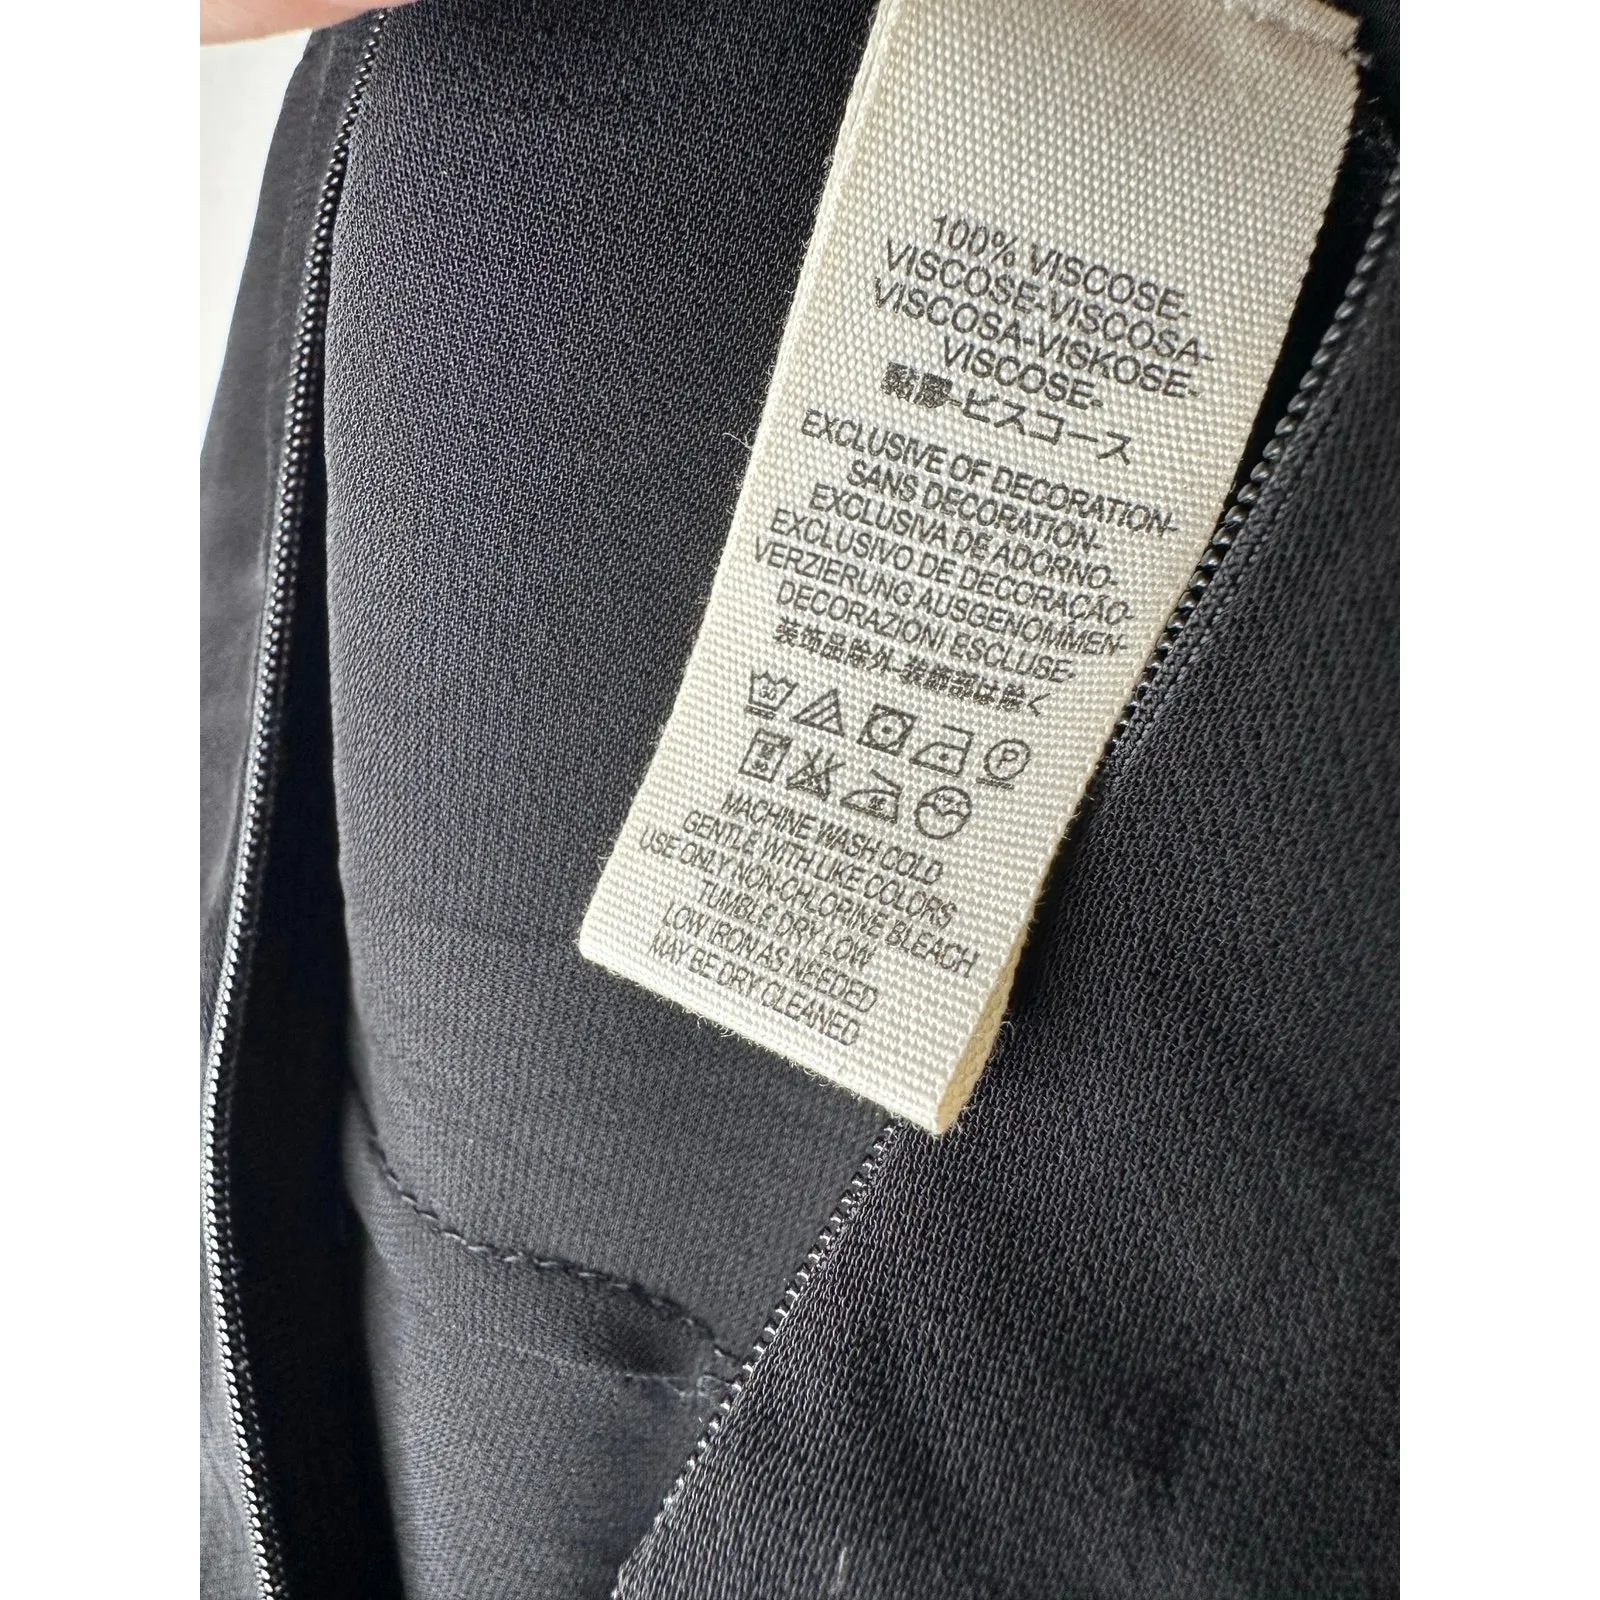 100% VISCOSE-
VISCOSE-VISCOSA-
VISCOSA-VISKOSE-
VISCOSE-
黏膠-ビスコース
EXCLUSIVE OF DECORATION-
SANS DECORATION-
EXCLUSIVA DE ADORNO-
EXCLUSIVO DE DECORAÇÃO-
VERZIERUNG AUSGENOMMEN-
DECORAZIONI ESCLUSE-
装飾品除外-装飾部は除く
30
P
MACHINE WASH COLD
GENTLE WITH LIKE COLORS
USE ONLY NON-CHLORINE BLEACH
TUMBLE DRY LOW
LOW IRON AS NEEDED
MAY BE DRY CLEANED